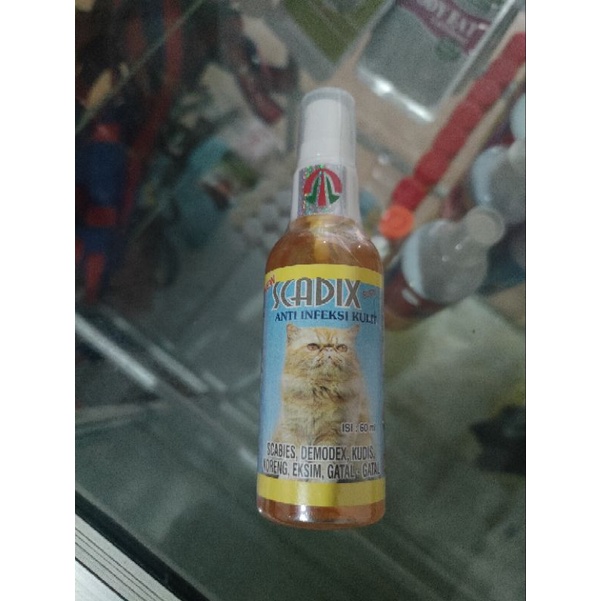 SCADIX
ANTI INFEKSI KULIT
ISI : 60 ml
SCABIES, DEMODEX, KUDIS,
KORENG, EKSIM, GATAL - GATAL